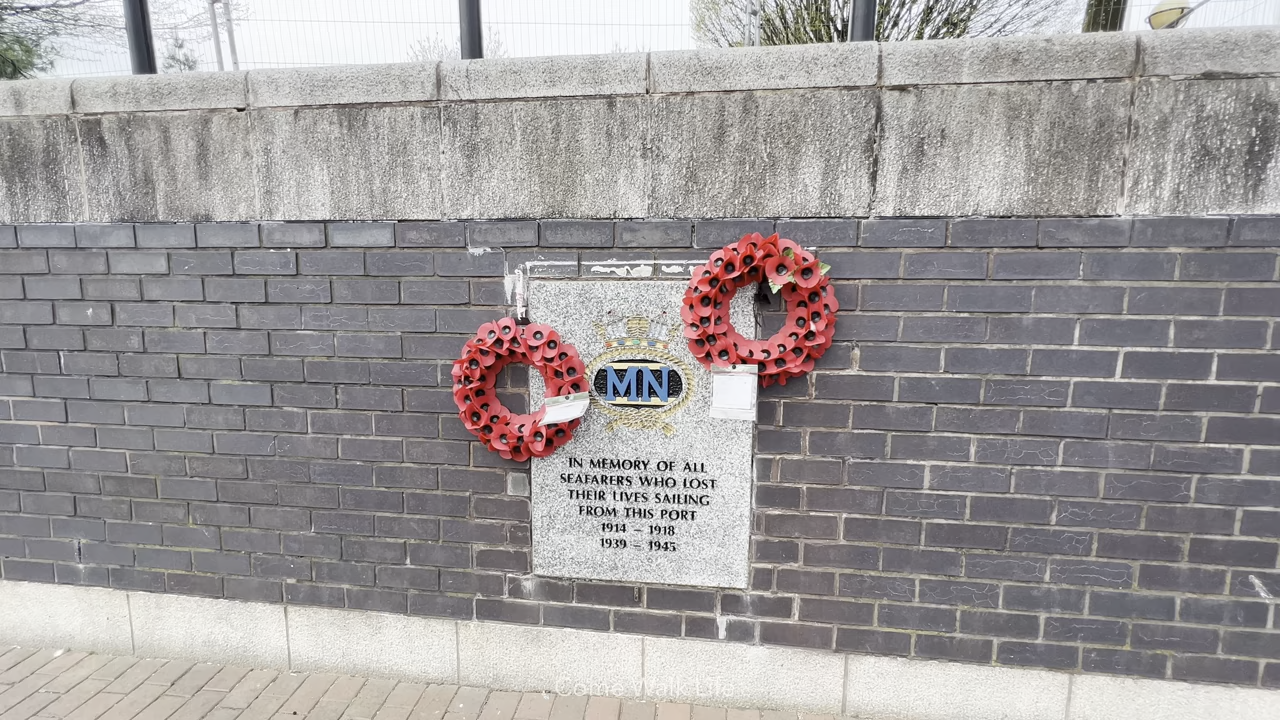 MN
IN MEMORY OF ALL
SEAFARERS WHO LOST
THEIR LIVES SAILING
FROM THIS PORT
1914 – 1918
1939 – 1945
Come Walk Life